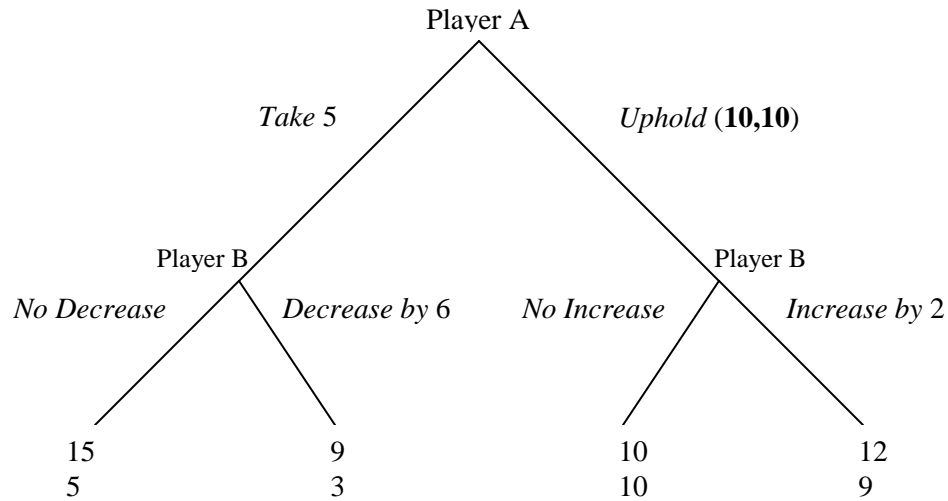 Player A
Take 5
Uphold (10,10)
Player B
Player B
No Decrease
Decrease by 6
No Increase
Increase by 2
15
9
10
12
5
3
10
9